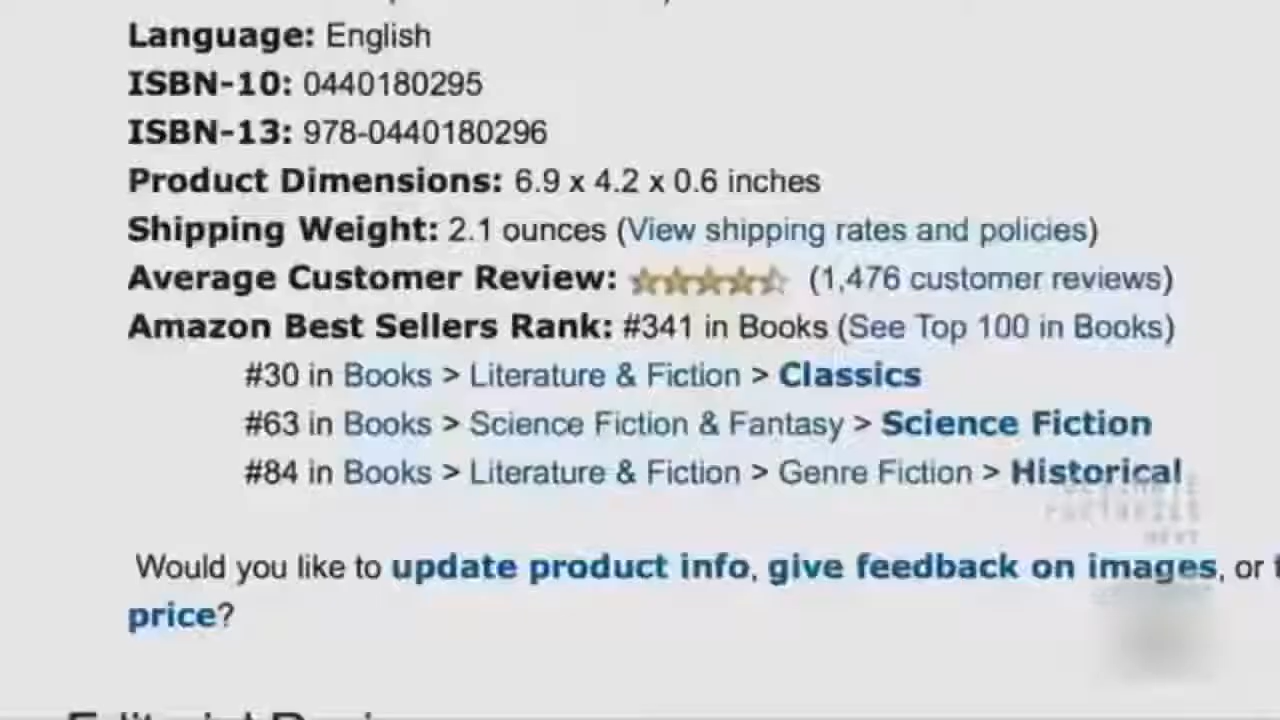 Language: English
ISBN-10: 0440180295
ISBN-13: 978-0440180296
Product Dimensions: 6.9 x 4.2 x 0.6 inches
Shipping Weight: 2.1 ounces (View shipping rates and policies)
Average Customer Review: (1,476 customer reviews)
Amazon Best Sellers Rank: #341 in Books (See Top 100 in Books)
#30 in Books > Literature & Fiction > Classics
#63 in Books > Science Fiction & Fantasy > Science Fiction
#84 in Books > Literature & Fiction > Genre Fiction > Historical
NEXT
Would you like to update product info, give feedback on images, or
price?